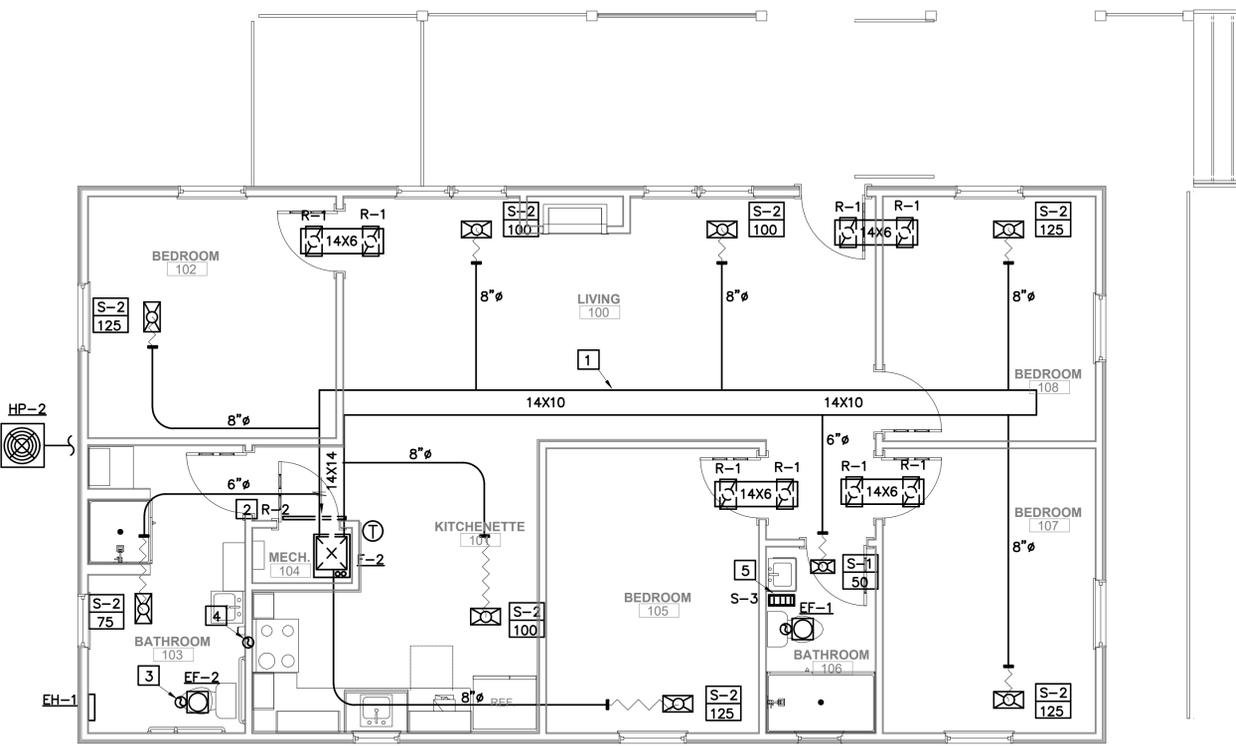 R-1
R-1
14X6
S-2
100
S-2
100
R-1
R-1
14X6
S-2
125
BEDROOM
102
S-2
125
8"ø
LIVING
100
8"ø
8"ø
1
BEDROOM
108
14X10
14X10
HP-2
8"ø
8"ø
6"ø
14X14
6"ø
2
R-2
T
KITCHENETTE
MECH.
104
F-2
R-1
R-1
14X6
R-1
R-1
14X6
BEDROOM
107
8"ø
S-2
75
4
BATHROOM
103
S-2
100
BEDROOM
105
5
S-3
S-1
50
EF-1
BATHROOM
106
3
EF-2
EH-1
REF.
8"ø
S-2
125
S-2
125